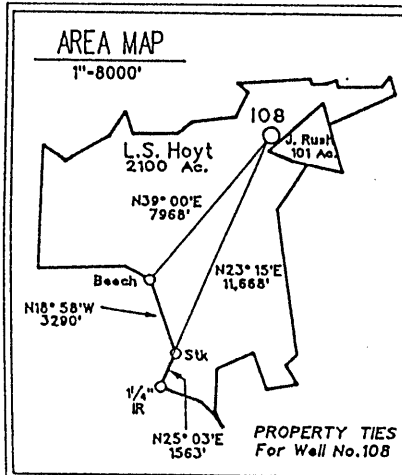 AREA MAP
1"-8000'
108
L.S. Hoyt
2100 Ac.
J. Rush
101 Ac.
N39° 00'E
7968'
N23° 15'E
11,668'
Beech
N18° 58'W
3290'
Stk
1 1/4"
IR
N25° 03'E
1563'
PROPERTY TIES
For Well No.108